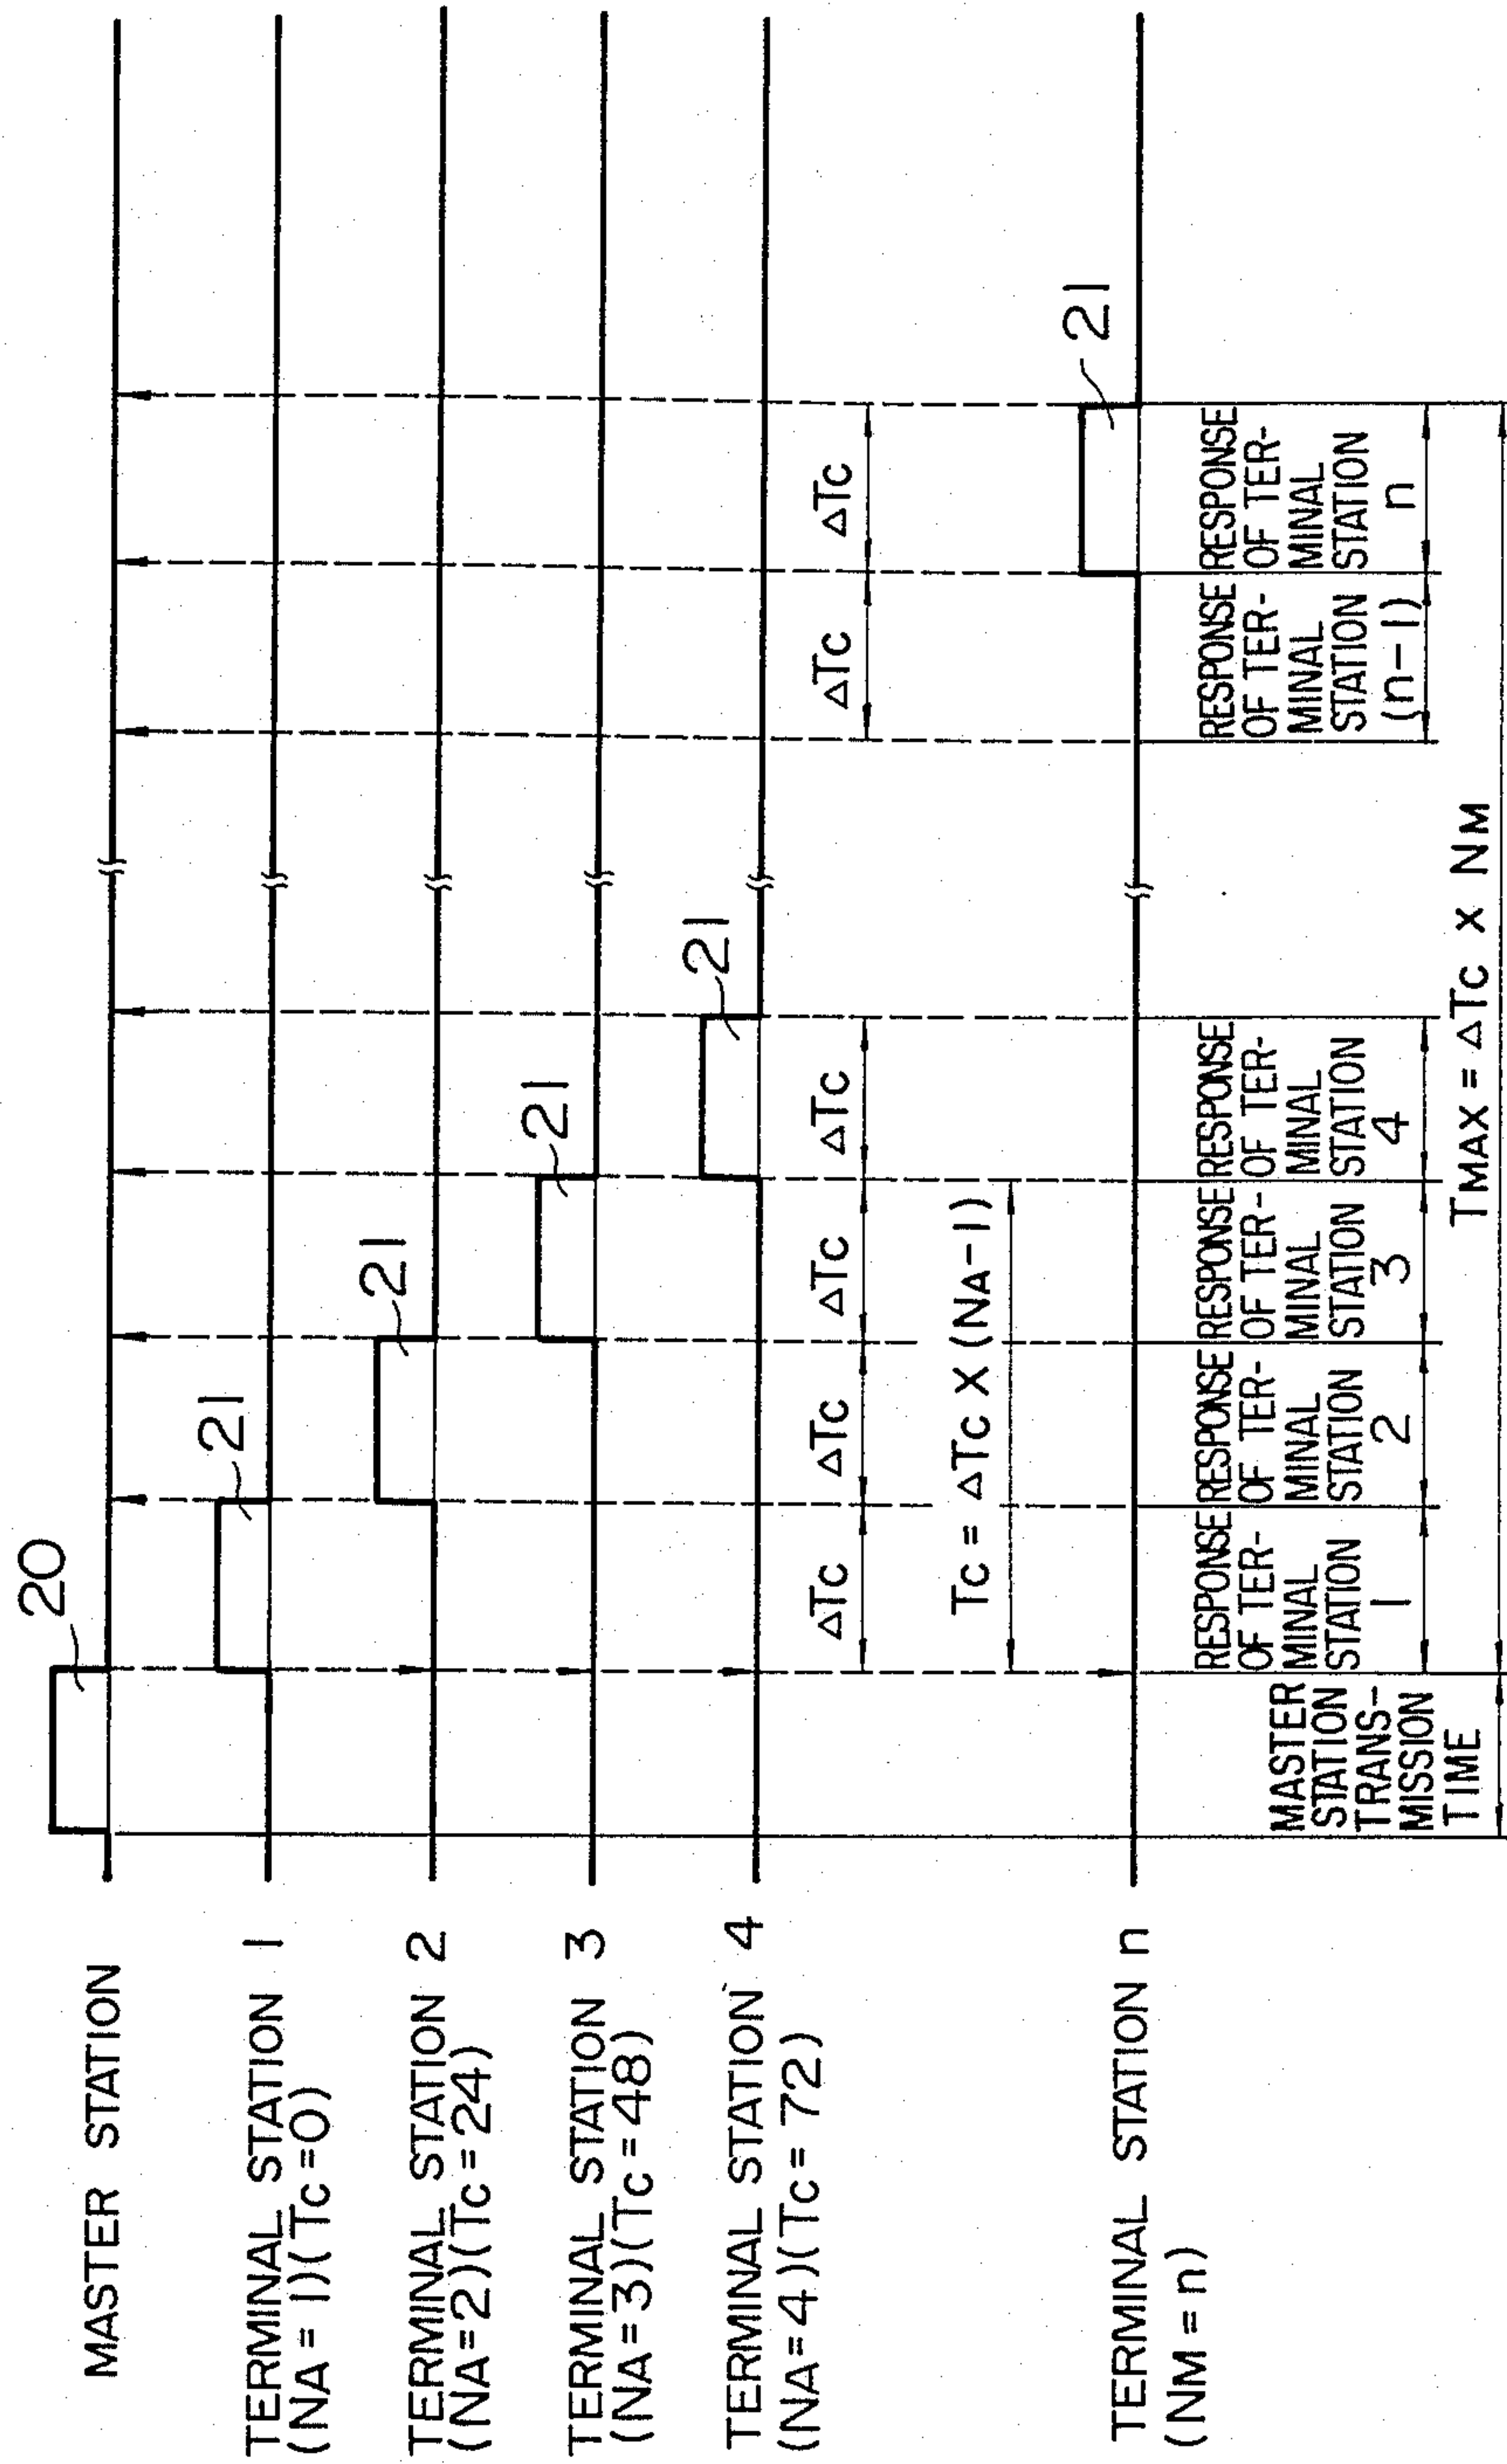 MASTER STATION
20
TERMINAL STATION 1
(NA = 1)(TC = 0)
21
TERMINAL STATION 2
(NA = 2)(TC = 24)
21
TERMINAL STATION 3
(NA = 3)(TC = 48)
21
TERMINAL STATION 4
(NA = 4)(TC = 72)
21
ΔTC
ΔTC
ΔTC
ΔTC
ΔTC
ΔTC
TC = ΔTC X (NA-1)
TERMINAL STATION n
(NM = n)
21
MASTER
STATION
TRANS-
MISSION
TIME
RESPONSE
OF TER-
MINAL
STATION
1
RESPONSE
OF TER-
MINAL
STATION
2
RESPONSE
OF TER-
MINAL
STATION
3
RESPONSE
OF TER-
MINAL
STATION
4
RESPONSE
OF TER-
MINAL
STATION
(n-1)
RESPONSE
OF TER-
MINAL
STATION
n
TMAX = ΔTC X NM